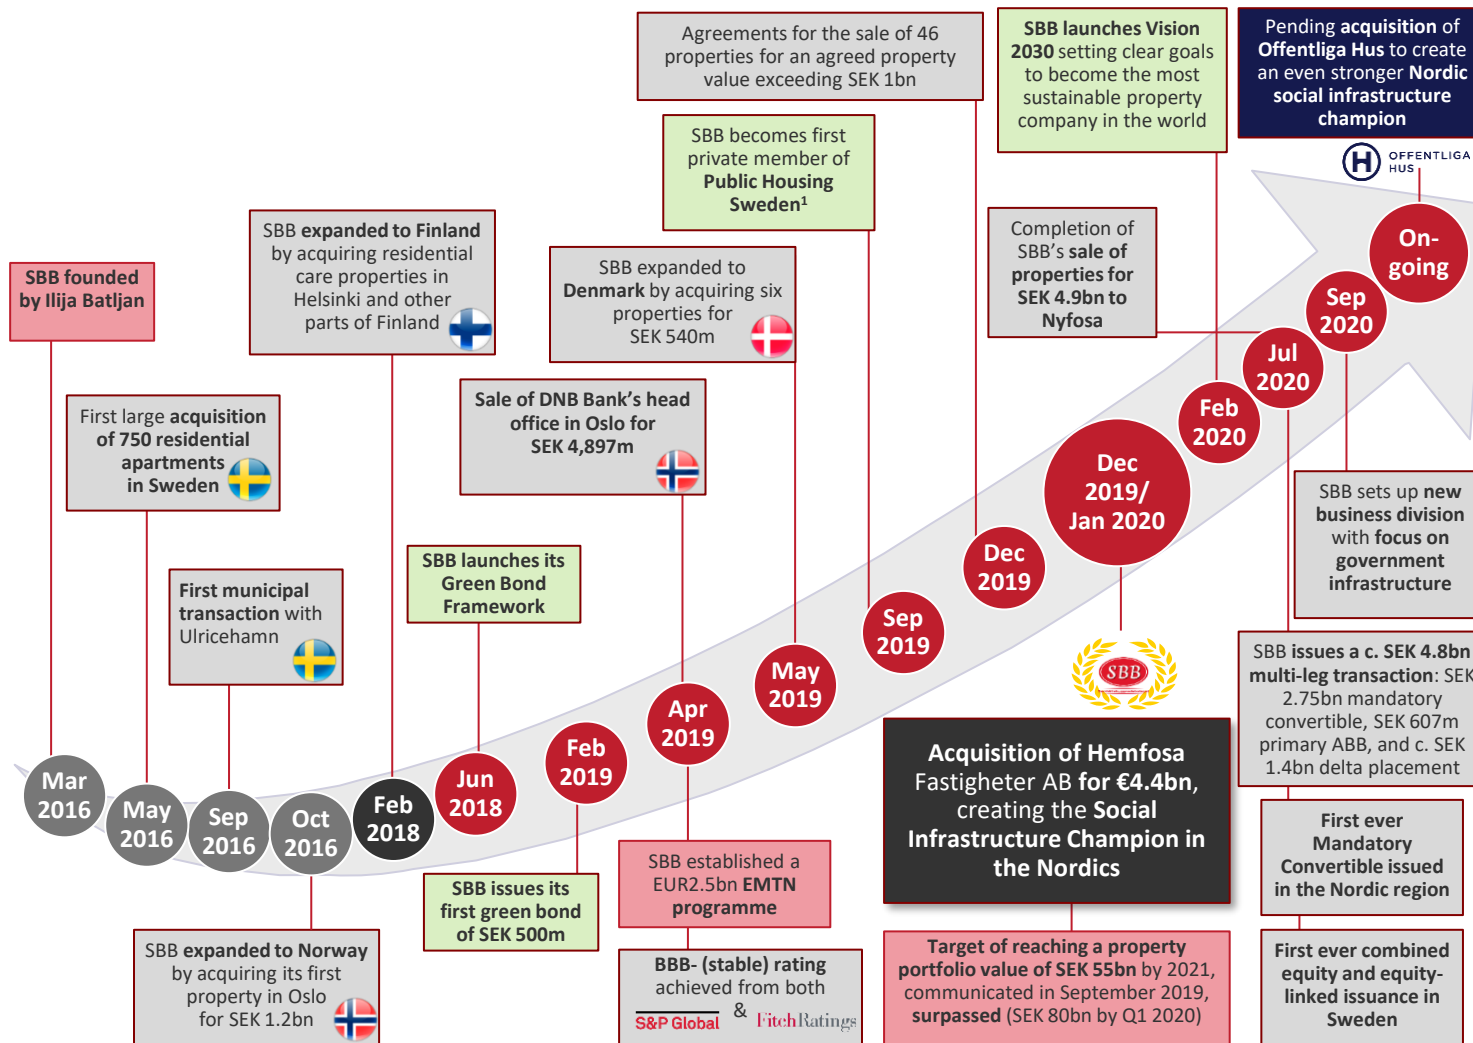 Agreements for the sale of 46
properties for an agreed property
value exceeding SEK 1bn
SBB launches Vision
2030 setting clear goals
to become the most
sustainable property
company in the world
Pending acquisition of
Offentliga Hus to create
an even stronger Nordic
social infrastructure
champion
H OFFENTLIGA
HUS
SBB becomes first
private member of
Public Housing
Sweden1
SBB expanded to Finland
by acquiring residential
care properties in
Helsinki and other
parts of Finland
SBB founded
by Ilija Batljan
SBB expanded to
Denmark by acquiring six
properties for
SEK 540m
Completion of
SBB's sale of
properties for
SEK 4.9bn to
Nyfosa
On-
going
Sep
2020
Jul
2020
Feb
2020
First large acquisition
of 750 residential
apartments
in Sweden
Sale of DNB Bank's head
office in Oslo for
SEK 4,897m
Dec
2019/
Jan 2020
SBB sets up new
business division
with focus on
government
infrastructure
First municipal
transaction with
Ulricehamn
SBB launches its
Green Bond
Framework
Dec
2019
Sep
2019
May
2019
Apr
2019
Feb
2019
Jun
2018
Feb
2018
Oct
2016
Sep
2016
May
2016
Mar
2016
SBB
SBB issues a c. SEK 4.8bn
multi-leg transaction: SEK
2.75bn mandatory
convertible, SEK 607m
primary ABB, and c. SEK
1.4bn delta placement
Acquisition of Hemfosa
Fastigheter AB for €4.4bn,
creating the Social
Infrastructure Champion in
the Nordics
First ever
Mandatory
Convertible issued
in the Nordic region
SBB issues its
first green bond
of SEK 500m
SBB established a
EUR2.5bn EMTN
programme
SBB expanded to Norway
by acquiring its first
property in Oslo
for SEK 1.2bn
BBB- (stable) rating
achieved from both
S&P Global & FitchRatings
Target of reaching a property
portfolio value of SEK 55bn by 2021,
communicated in September 2019,
surpassed (SEK 80bn by Q1 2020)
First ever combined
equity and equity-
linked issuance in
Sweden